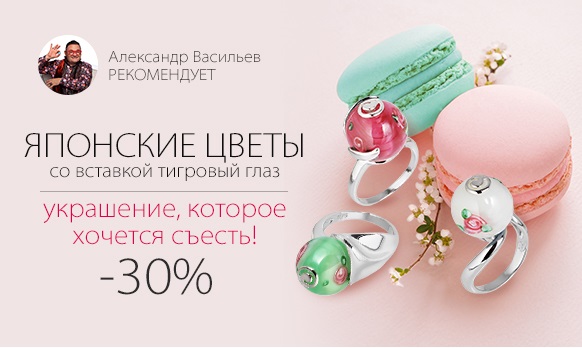 Александр Васильев
РЕКОМЕНДУЕТ
ЯПОНСКИЕ ЦВЕТЫ
со вставкой тигровый глаз
украшение, которое
хочется съесть!
-30%